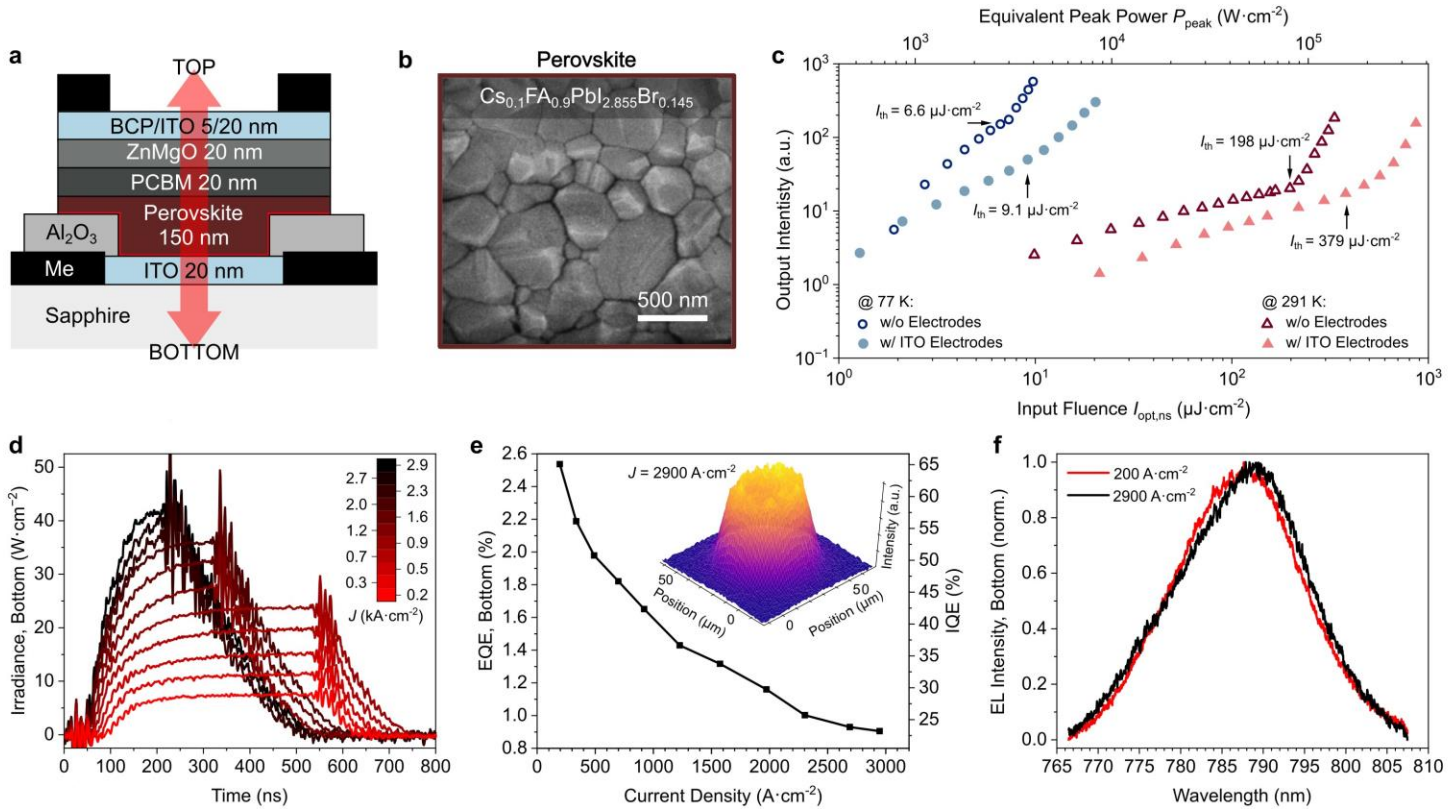 a
TOP
BCP/ITO 5/20 nm
ZnMgO 20 nm
PCBM 20 nm
Perovskite
150 nm
Al₂O₃
Me
ITO 20 nm
Sapphire
BOTTOM
b
Perovskite
Cs₀.₁FA₀.₉PbI₂.₈₅₅Br₀.₁₄₅
500 nm
c
Equivalent Peak Power P_peak (W·cm⁻²)
10³ 10⁴ 10⁵
Output Intentisty (a.u.)
10³
10²
10¹
10⁰
10⁻¹
I_th = 6.6 µJ·cm⁻²
I_th = 9.1 µJ·cm⁻²
I_th = 198 µJ·cm⁻²
I_th = 379 µJ·cm⁻²
@ 77 K:
w/o Electrodes
w/ ITO Electrodes
@ 291 K:
w/o Electrodes
w/ ITO Electrodes
10⁰ 10¹ 10² 10³
Input Fluence I_opt,ns (µJ·cm⁻²)
d
Irradiance, Bottom (W·cm⁻²)
50
40
30
20
10
0
2.9
2.7
2.3
1.6
1.2
0.9
0.7
0.5
0.3
0.2
J (kA·cm⁻²)
0 100 200 300 400 500 600 700 800
Time (ns)
e
EQE, Bottom (%)
2.6
2.4
2.2
2.0
1.8
1.6
1.4
1.2
1.0
0.8
J = 2900 A·cm⁻²
Intensity (a.u.)
50
0
Position (µm)
0
50
Position (µm)
65
60
55
50
45
40
35
30
25
IQE (%)
0 500 1000 1500 2000 2500 3000
Current Density (A·cm⁻²)
f
EL Intensity, Bottom (norm.)
1.0
0.8
0.6
0.4
0.2
0.0
200 A·cm⁻²
2900 A·cm⁻²
765 770 775 780 785 790 795 800 805 810
Wavelength (nm)